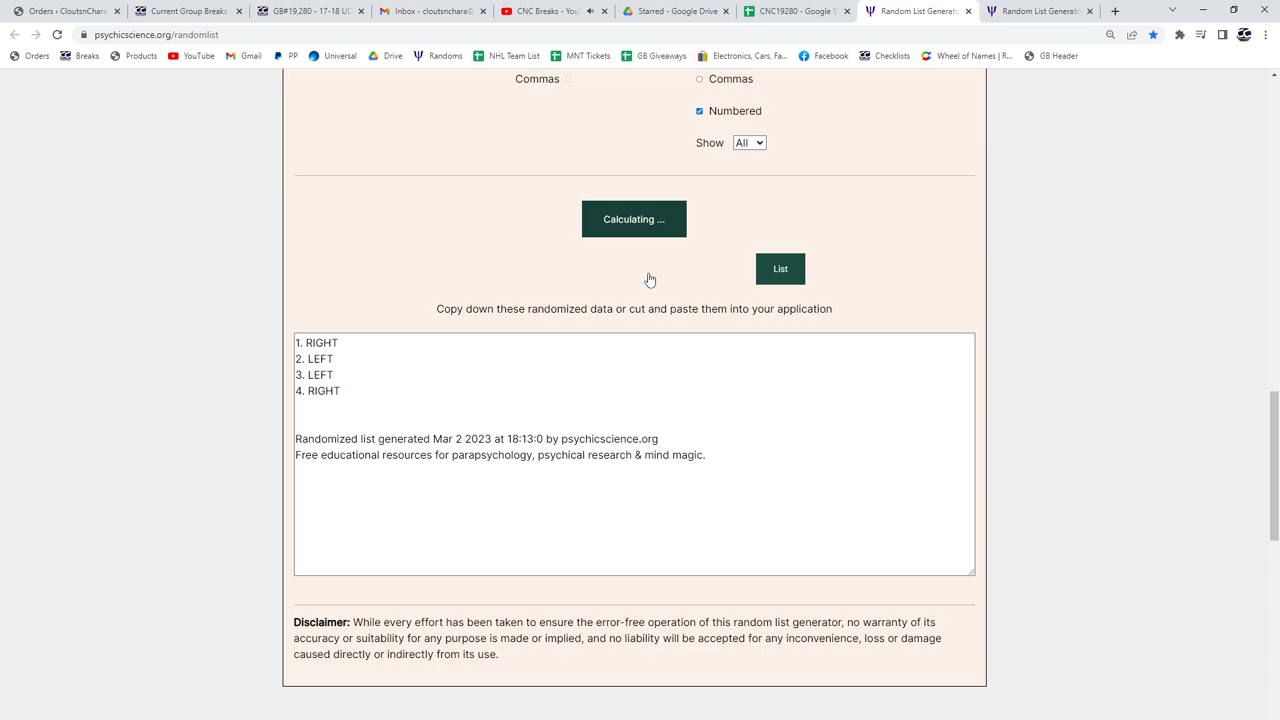 Orders ‹ CloutsnChara
Current Group Breaks
GB#19,280 - 17-18 UD
Inbox - cloutsnchara@
CNC Breaks - You
Starred - Google Drive
CNC19280 - Google S
Random List Generato
Random List Generato
psychicscience.org/randomlist
Orders
Breaks
Products
YouTube
Gmail
PP
Universal
Drive
Randoms
NHL Team List
MNT Tickets
GB Giveaways
Electronics, Cars, Fa...
Facebook
Checklists
Wheel of Names | R...
GB Header
Commas
Commas
Numbered
Show All
Calculating ...
List
Copy down these randomized data or cut and paste them into your application
1. RIGHT
2. LEFT
3. LEFT
4. RIGHT
Randomized list generated Mar 2 2023 at 18:13:0 by psychicscience.org
Free educational resources for parapsychology, psychical research & mind magic.
Disclaimer: While every effort has been taken to ensure the error-free operation of this random list generator, no warranty of its
accuracy or suitability for any purpose is made or implied, and no liability will be accepted for any inconvenience, loss or damage
caused directly or indirectly from its use.